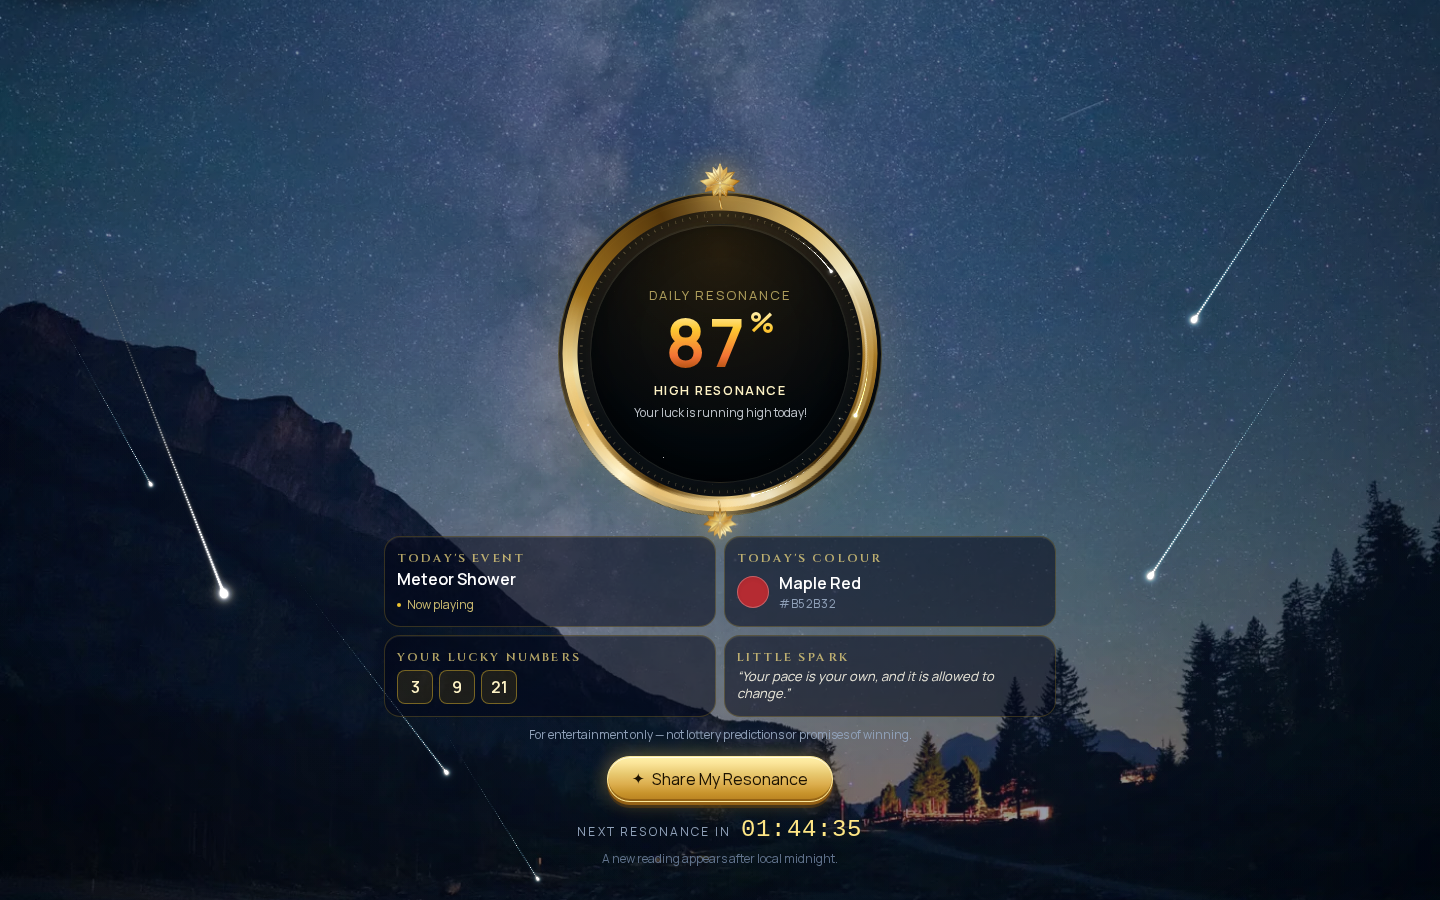 DAILY RESONANCE
87%
HIGH RESONANCE
Your luck is running high today!
TODAY'S EVENT
Meteor Shower
• Now playing
TODAY'S COLOUR
Maple Red
#B52B32
YOUR LUCKY NUMBERS
3 9 21
LITTLE SPARK
“Your pace is your own, and it is allowed to
change.”
For entertainment only — not lottery predictions or promises of winning.
✦ Share My Resonance
NEXT RESONANCE IN 01:44:35
A new reading appears after local midnight.